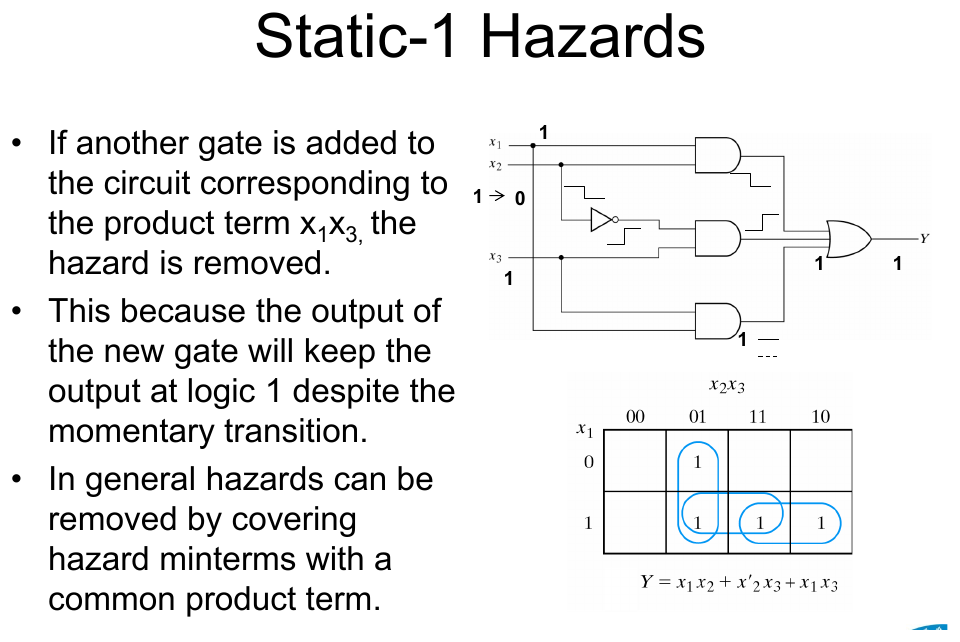 Static-1 Hazards
• If another gate is added to
the circuit corresponding to
the product term x₁x₃, the
hazard is removed.
• This because the output of
the new gate will keep the
output at logic 1 despite the
momentary transition.
• In general hazards can be
removed by covering
hazard minterms with a
common product term.
x₁ 1
x₂
1 → 0
x₃
1
1
1
Y
1
x₂x₃
00 01 11 10
x₁
0 1
1 1 1 1
Y = x₁x₂ + x′₂x₃ + x₁x₃